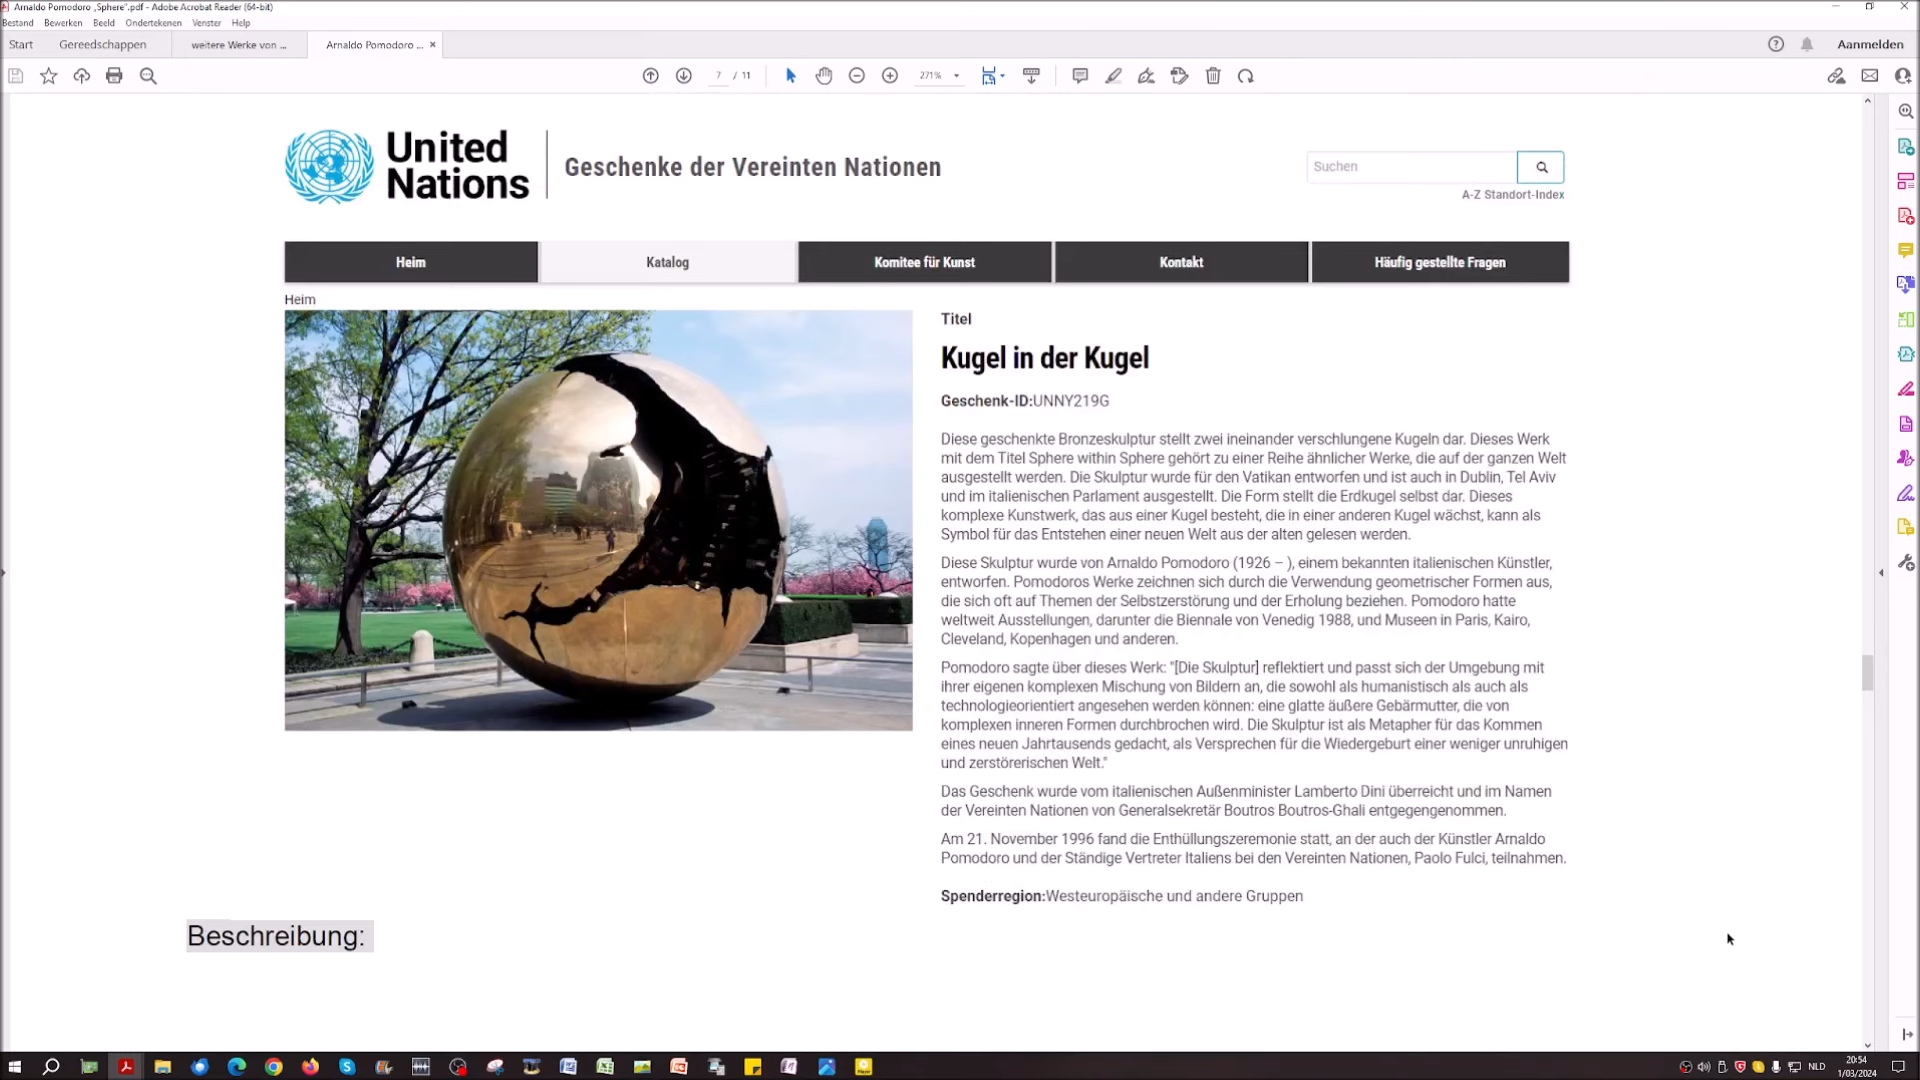 Arnaldo Pomodoro „Sphere“.pdf - Adobe Acrobat Reader (64-bit)
Bestand Bewerken Beeld Ondertekenen Venster Help
Start Gereedschappen weitere Werke von ... Arnaldo Pomodoro ... × Aanmelden
7 / 11 271%
United
Nations
Geschenke der Vereinten Nationen
Suchen
A-Z Standort-Index
Heim Katalog Komitee für Kunst Kontakt Häufig gestellte Fragen
Heim
Titel
Kugel in der Kugel
Geschenk-ID:UNNY219G
Diese geschenkte Bronzeskulptur stellt zwei ineinander verschlungene Kugeln dar. Dieses Werk
mit dem Titel Sphere within Sphere gehört zu einer Reihe ähnlicher Werke, die auf der ganzen Welt
ausgestellt werden. Die Skulptur wurde für den Vatikan entworfen und ist auch in Dublin, Tel Aviv
und im italienischen Parlament ausgestellt. Die Form stellt die Erdkugel selbst dar. Dieses
komplexe Kunstwerk, das aus einer Kugel besteht, die in einer anderen Kugel wächst, kann als
Symbol für das Entstehen einer neuen Welt aus der alten gelesen werden.
Diese Skulptur wurde von Arnaldo Pomodoro (1926 – ), einem bekannten italienischen Künstler,
entworfen. Pomodoros Werke zeichnen sich durch die Verwendung geometrischer Formen aus,
die sich oft auf Themen der Selbstzerstörung und der Erholung beziehen. Pomodoro hatte
weltweit Ausstellungen, darunter die Biennale von Venedig 1988, und Museen in Paris, Kairo,
Cleveland, Kopenhagen und anderen.
Pomodoro sagte über dieses Werk: "[Die Skulptur] reflektiert und passt sich der Umgebung mit
ihrer eigenen komplexen Mischung von Bildern an, die sowohl als humanistisch als auch als
technologieorientiert angesehen werden können: eine glatte äußere Gebärmutter, die von
komplexen inneren Formen durchbrochen wird. Die Skulptur ist als Metapher für das Kommen
eines neuen Jahrtausends gedacht, als Versprechen für die Wiedergeburt einer weniger unruhigen
und zerstörerischen Welt."
Das Geschenk wurde vom italienischen Außenminister Lamberto Dini überreicht und im Namen
der Vereinten Nationen von Generalsekretär Boutros Boutros-Ghali entgegengenommen.
Am 21. November 1996 fand die Enthüllungszeremonie statt, an der auch der Künstler Arnaldo
Pomodoro und der Ständige Vertreter Italiens bei den Vereinten Nationen, Paolo Fulci, teilnahmen.
Spenderregion:Westeuropäische und andere Gruppen
Beschreibung:
NLD
20:54
1/03/2024